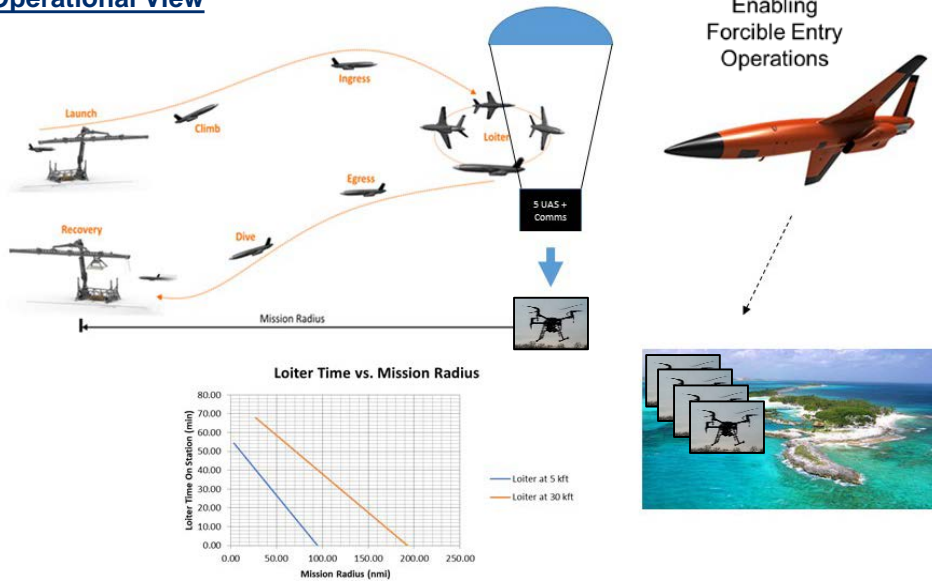 Operational View
Enabling
Forcible Entry
Operations
Launch
Climb
Ingress
Loiter
Egress
Dive
Recovery
5 UAS +
Comms
Mission Radius
Loiter Time vs. Mission Radius
Loiter Time On Station (min)
80.00
70.00
60.00
50.00
40.00
30.00
20.00
10.00
0.00
0.00 50.00 100.00 150.00 200.00 250.00
Mission Radius (nmi)
Loiter at 5 kft
Loiter at 30 kft